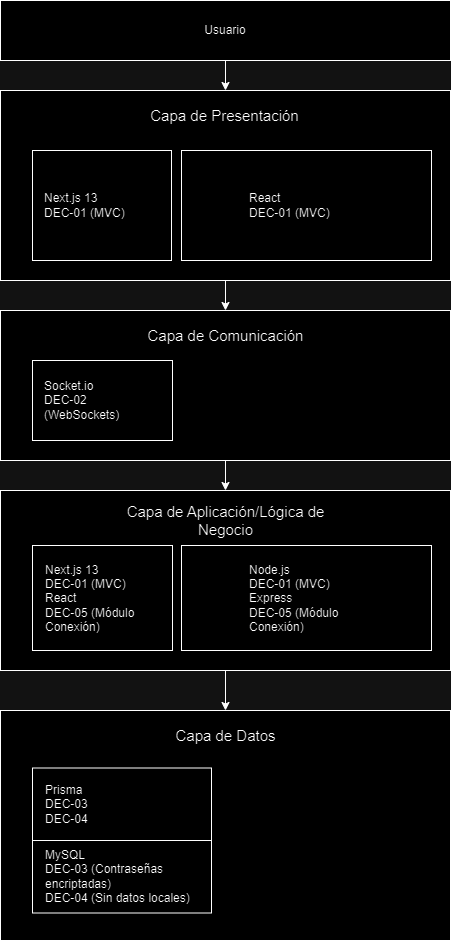 Usuario
Capa de Presentación
Next.js 13
DEC-01 (MVC)
React
DEC-01 (MVC)
Capa de Comunicación
Socket.io
DEC-02
(WebSockets)
Capa de Aplicación/Lógica de
Negocio
Next.js 13
DEC-01 (MVC)
React
DEC-05 (Módulo
Conexión)
Node.js
DEC-01 (MVC)
Express
DEC-05 (Módulo
Conexión)
Capa de Datos
Prisma
DEC-03
DEC-04
MySQL
DEC-03 (Contraseñas
encriptadas)
DEC-04 (Sin datos locales)